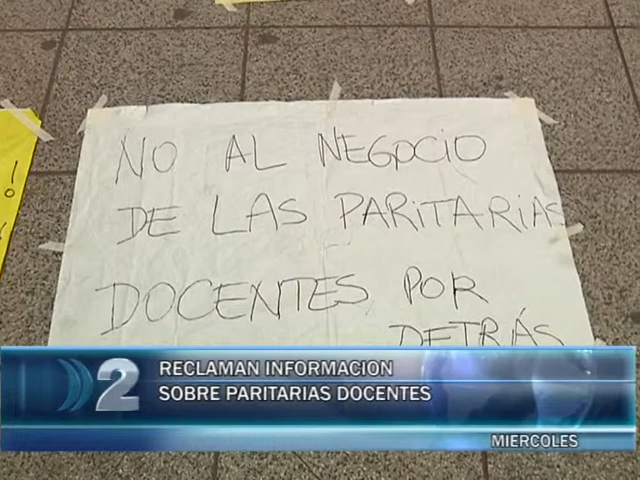 NO AL NEGOCIO
DE LAS PARITARIAS
DOCENTES POR
DETRÁS
2
RECLAMAN INFORMACION
SOBRE PARITARIAS DOCENTES
MIERCOLES